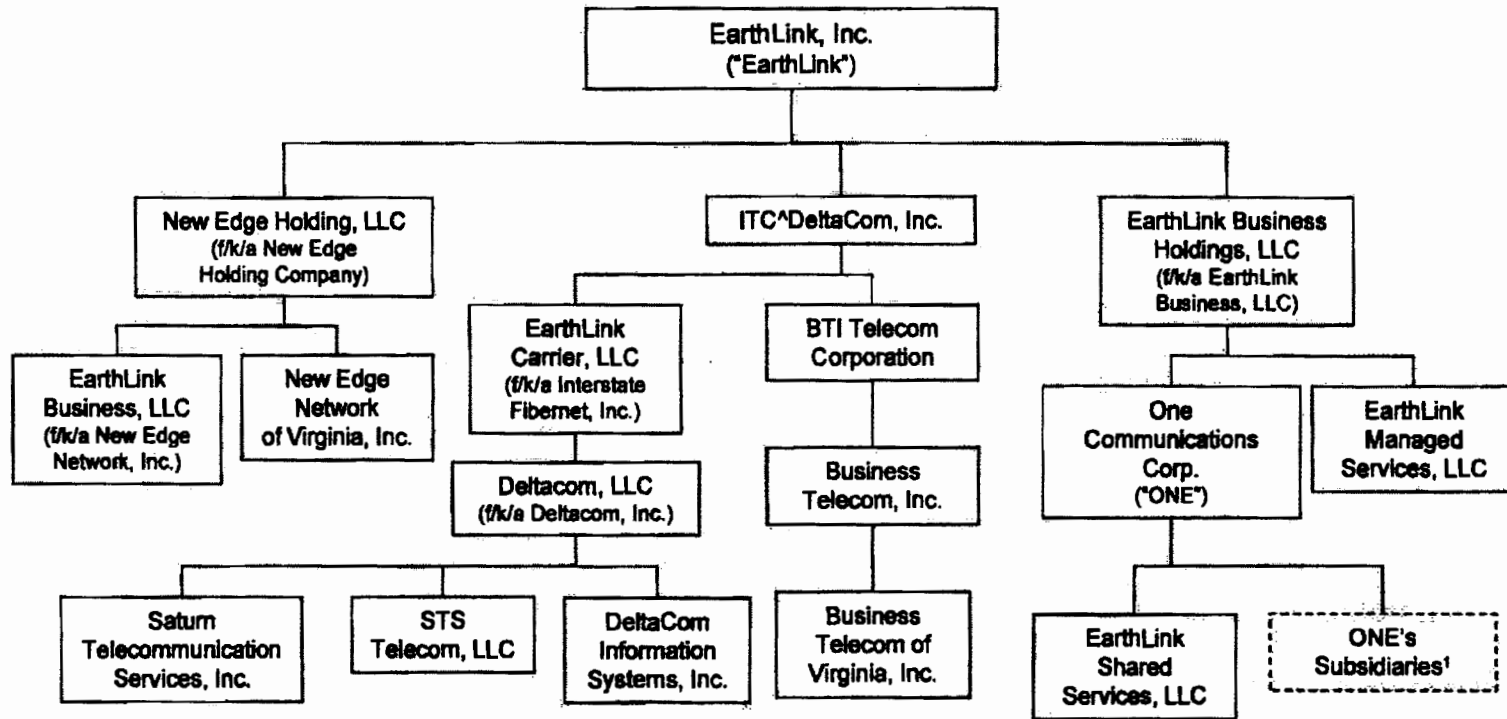 EarthLink, Inc.
("EarthLink")
New Edge Holding, LLC
(f/k/a New Edge
Holding Company)
ITC^DeltaCom, Inc.
EarthLink Business
Holdings, LLC
(f/k/a EarthLink
Business, LLC)
EarthLink
Business, LLC
(f/k/a New Edge
Network, Inc.)
New Edge
Network
of Virginia, Inc.
EarthLink
Carrier, LLC
(f/k/a Interstate
Fibernet, Inc.)
BTI Telecom
Corporation
One
Communications
Corp.
("ONE")
EarthLink
Managed
Services, LLC
Deltacom, LLC
(f/k/a Deltacom, Inc.)
Business
Telecom, Inc.
Saturn
Telecommunication
Services, Inc.
STS
Telecom, LLC
DeltaCom
Information
Systems, Inc.
Business
Telecom of
Virginia, Inc.
EarthLink
Shared
Services, LLC
ONE's
Subsidiaries¹